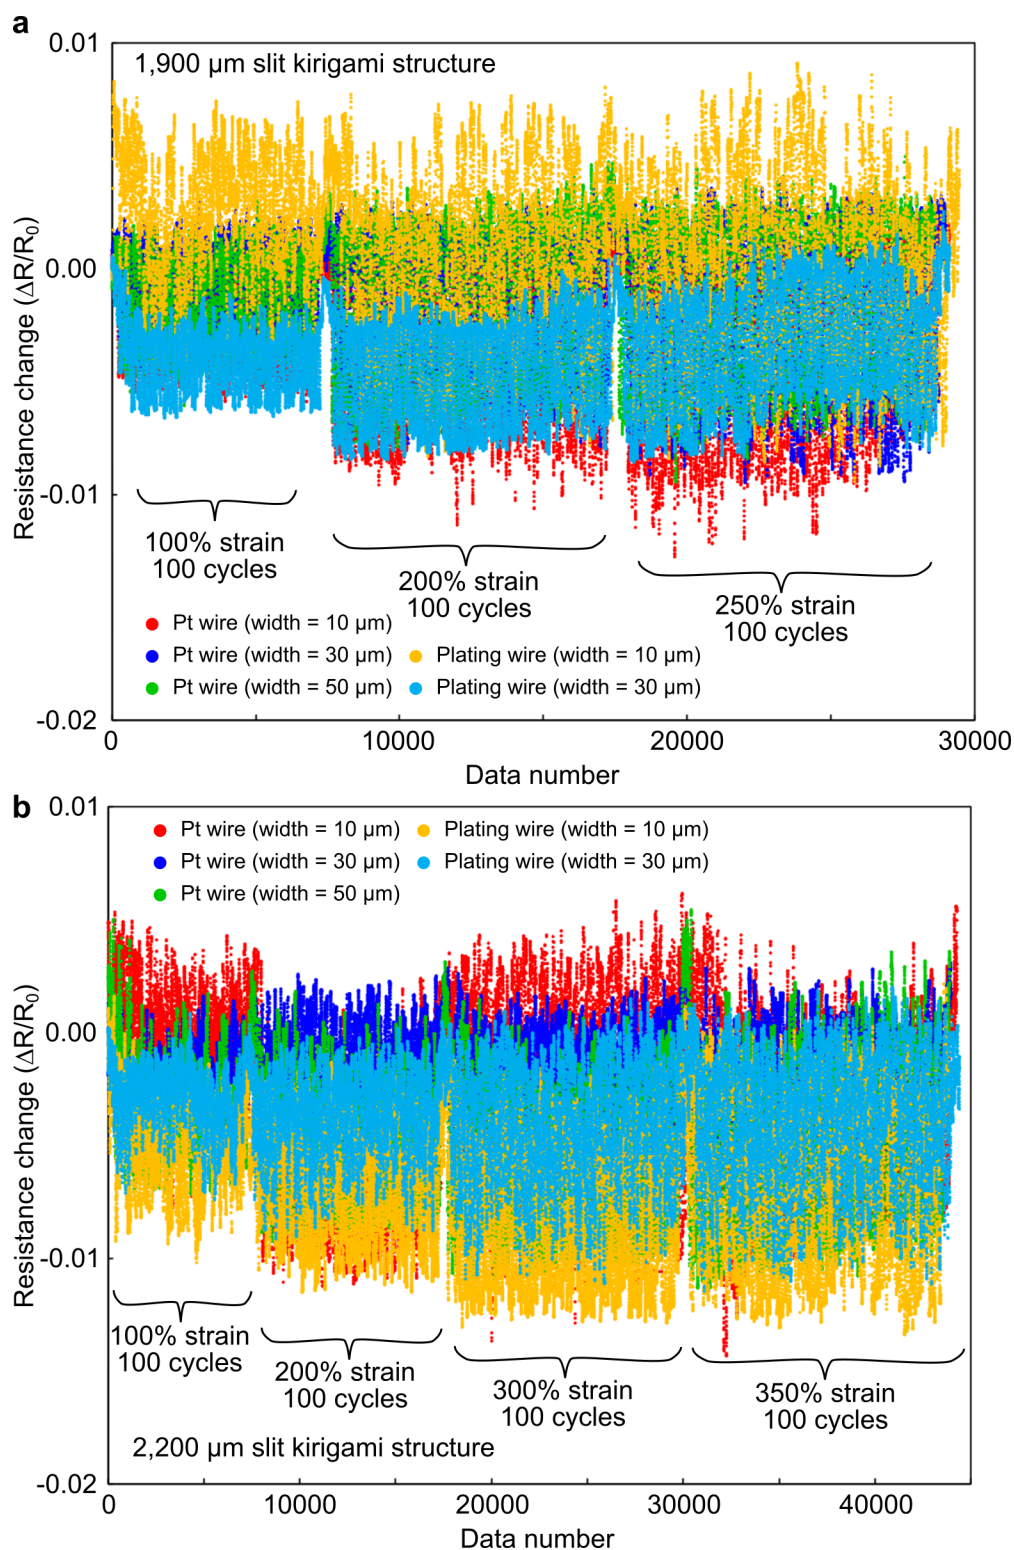 a
0.01
1,900 µm slit kirigami structure
0.00
Resistance change (ΔR/R0)
-0.01
100% strain
100 cycles
200% strain
100 cycles
250% strain
100 cycles
Pt wire (width = 10 µm)
Pt wire (width = 30 µm)
Plating wire (width = 10 µm)
Pt wire (width = 50 µm)
Plating wire (width = 30 µm)
-0.02
0
10000
20000
30000
Data number
b
0.01
Pt wire (width = 10 µm)
Plating wire (width = 10 µm)
Pt wire (width = 30 µm)
Plating wire (width = 30 µm)
Pt wire (width = 50 µm)
0.00
Resistance change (ΔR/R0)
-0.01
100% strain
100 cycles
200% strain
100 cycles
300% strain
100 cycles
350% strain
100 cycles
2,200 µm slit kirigami structure
-0.02
0
10000
20000
30000
40000
Data number